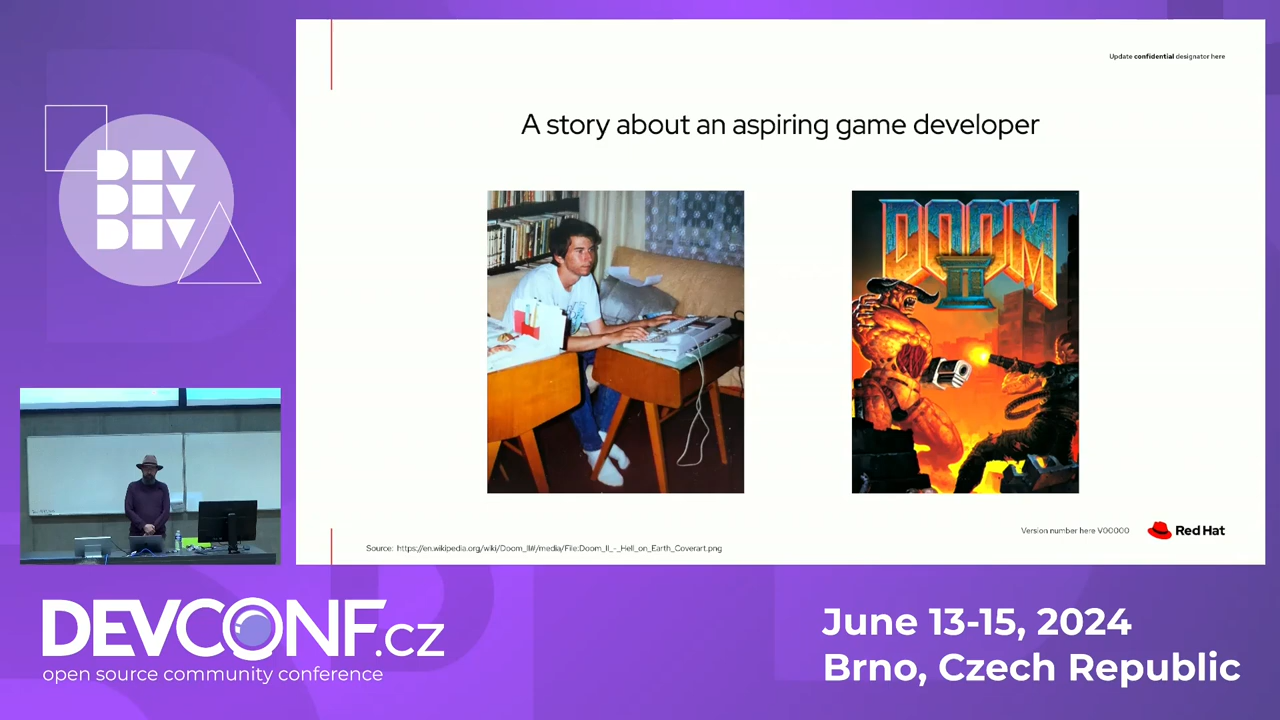 Update confidential designator here
DEV
DEV
DEV
A story about an aspiring game developer
DOOM
II
Version number here V00000
Red Hat
Source: https://en.wikipedia.org/wiki/Doom_II#/media/File:Doom_II_-_Hell_on_Earth_Coverart.png
DEVCONF.cz
open source community conference
June 13-15, 2024
Brno, Czech Republic